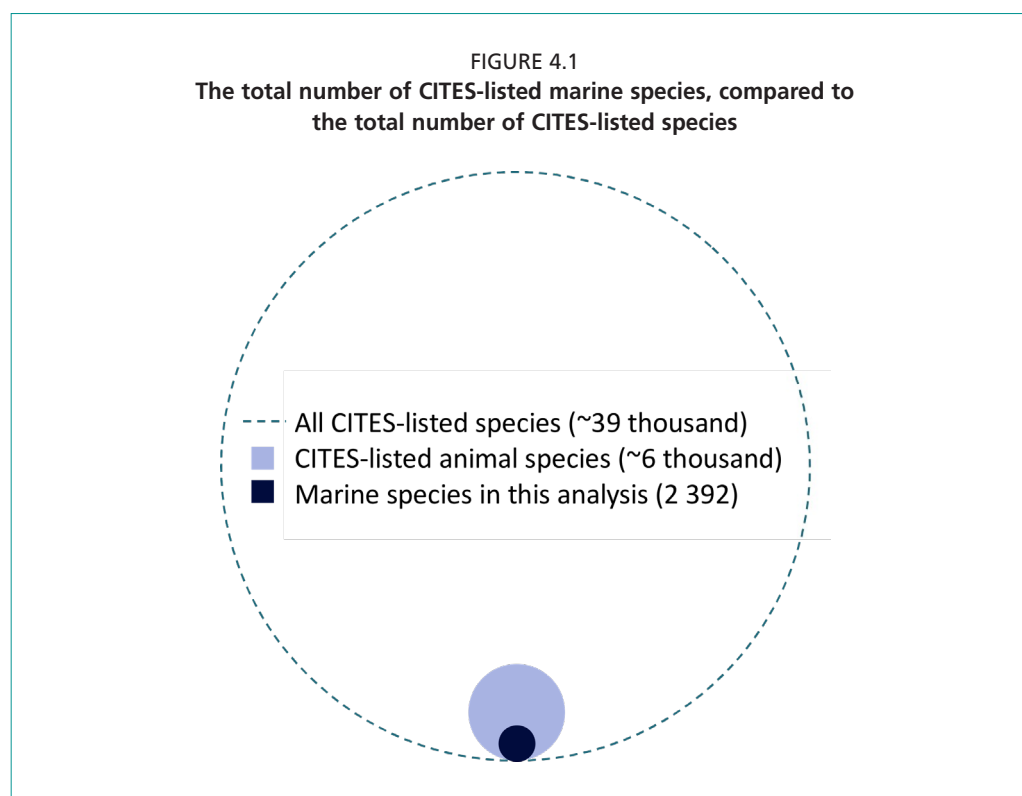 FIGURE 4.1
The total number of CITES-listed marine species, compared to
the total number of CITES-listed species
All CITES-listed species (~39 thousand)
CITES-listed animal species (~6 thousand)
Marine species in this analysis (2 392)